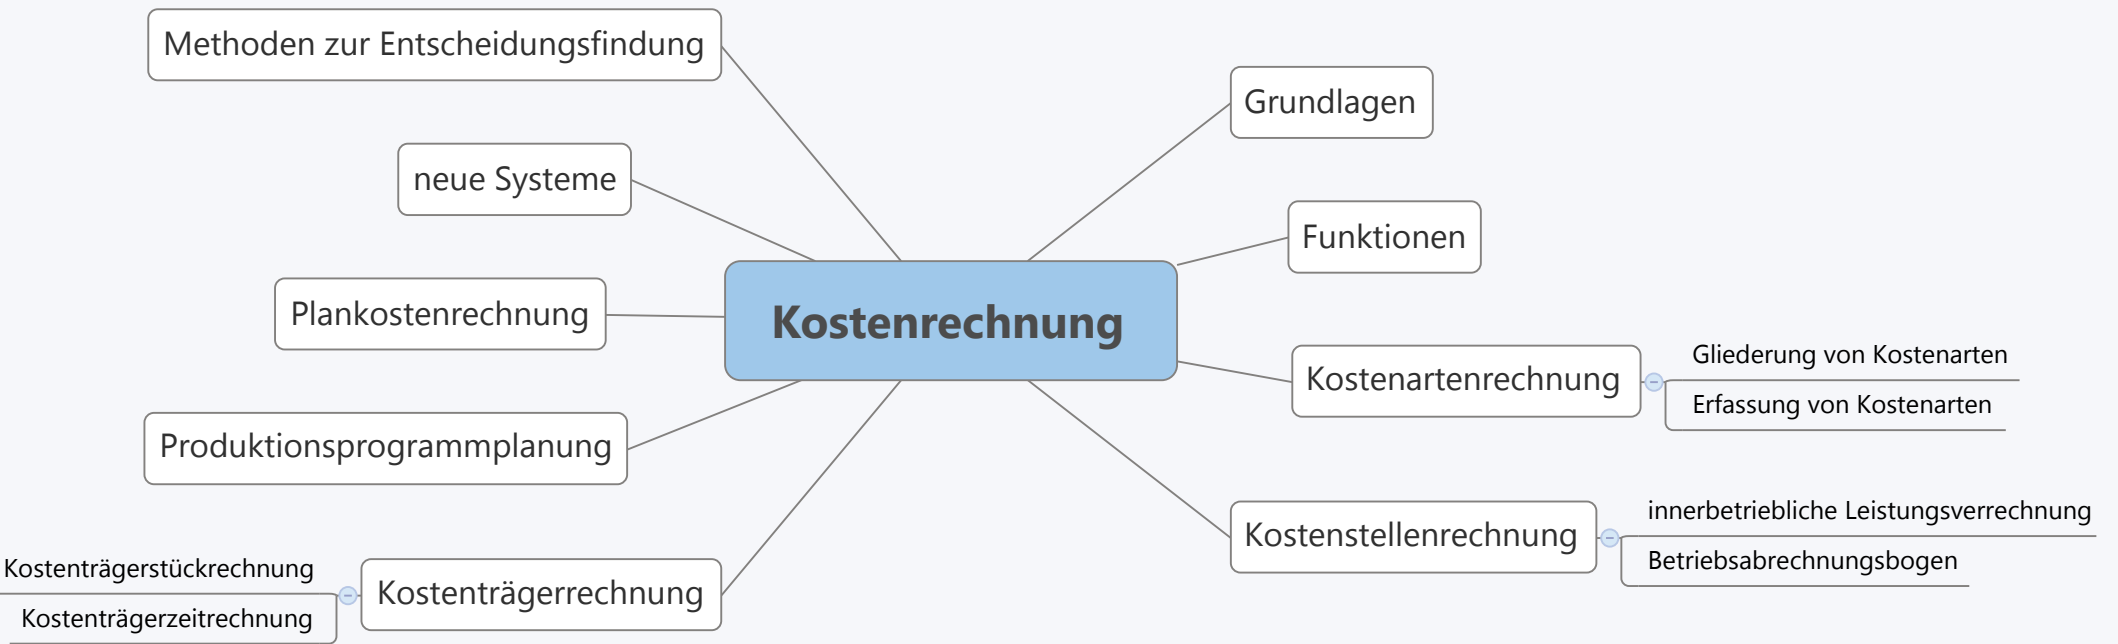 Methoden zur Entscheidungsfindung
Grundlagen
neue Systeme
Funktionen
Plankostenrechnung
Kostenrechnung
Gliederung von Kostenarten
Kostenartenrechnung
Erfassung von Kostenarten
Produktionsprogrammplanung
innerbetriebliche Leistungsverrechnung
Kostenstellenrechnung
Betriebsabrechnungsbogen
Kostenträgerstückrechnung
Kostenträgerrechnung
Kostenträgerzeitrechnung